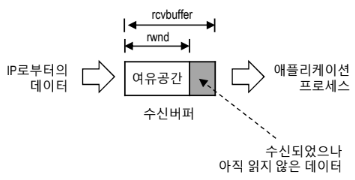 rcvbuffer
rwnd
IP로부터의
데이터
여유공간
애플리케이션
프로세스
수신버퍼
수신되었으나
아직 읽지 않은 데이터